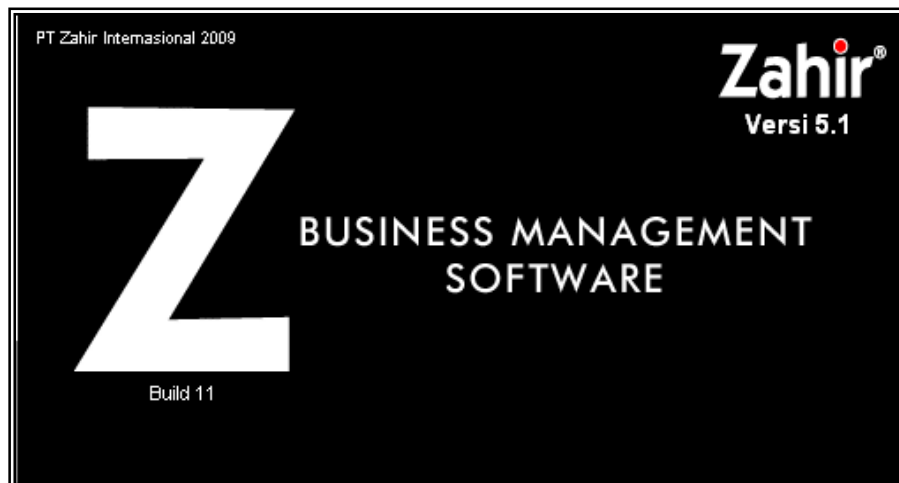 PT Zahir Internasional 2009
Zahir®
Versi 5.1
Z
BUSINESS MANAGEMENT
SOFTWARE
Build 11